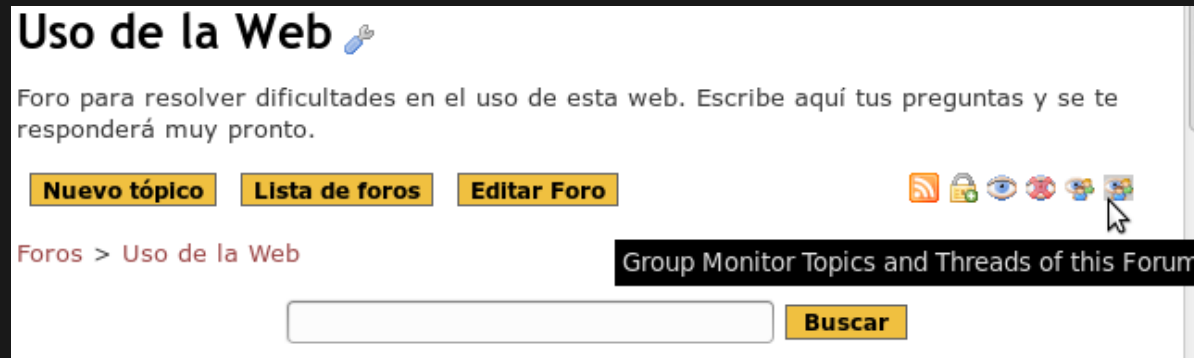 Uso de la Web
Foro para resolver dificultades en el uso de esta web. Escribe aquí tus preguntas y se te
responderá muy pronto.
Nuevo tópico Lista de foros Editar Foro
Foros > Uso de la Web
Group Monitor Topics and Threads of this Forum
Buscar